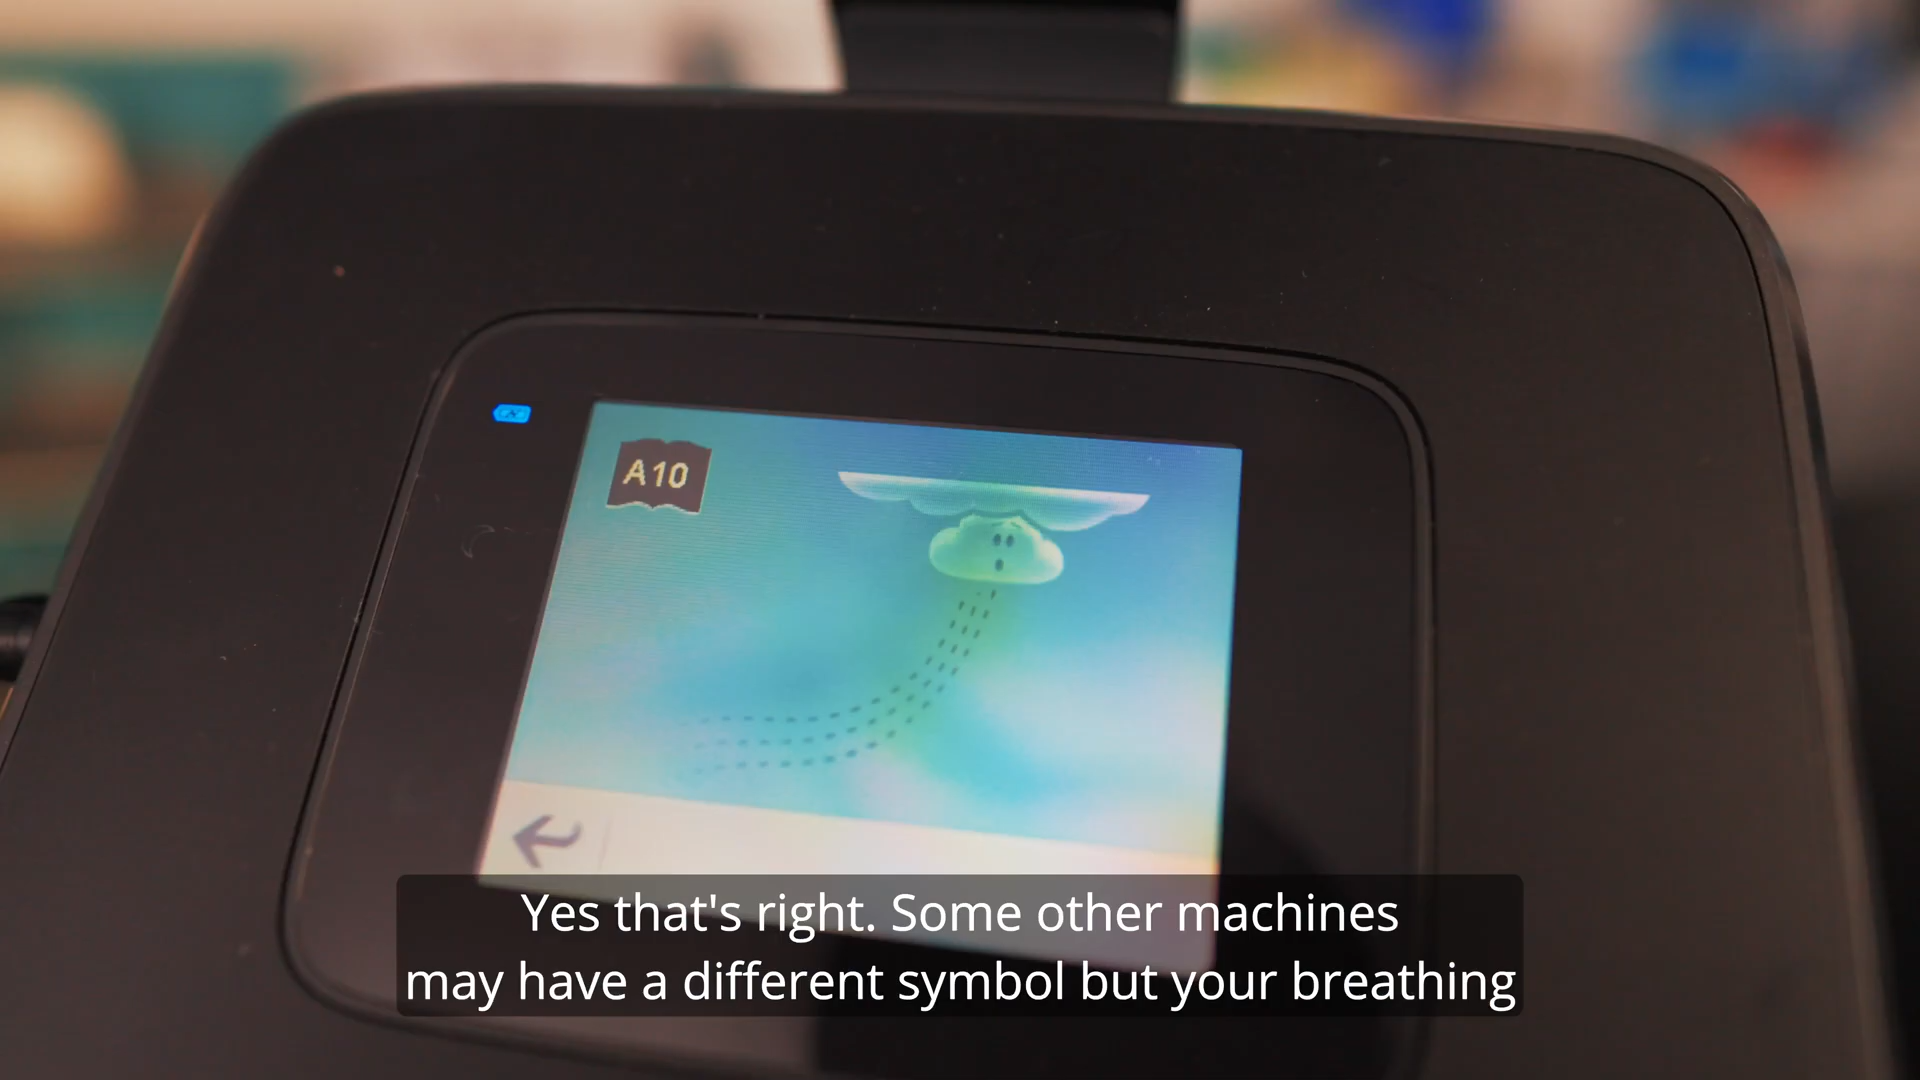 A10
Yes that's right. Some other machines
may have a different symbol but your breathing